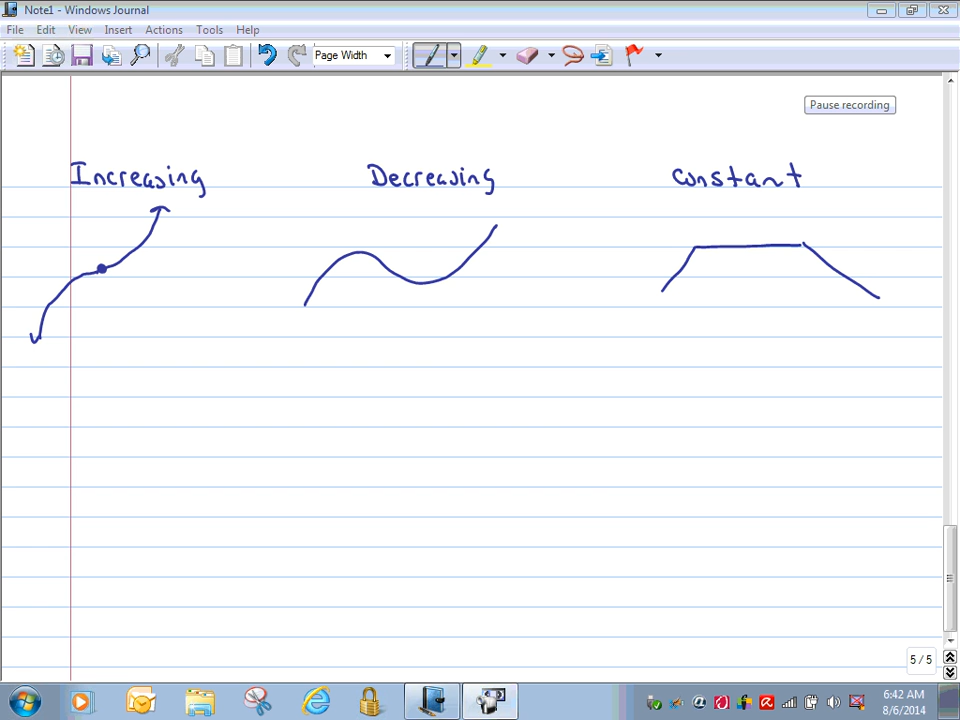 Note1 - Windows Journal
File Edit View Insert Actions Tools Help
Page Width
Pause recording
Increasing Decreasing constant
5 / 5
6:42 AM
8/6/2014